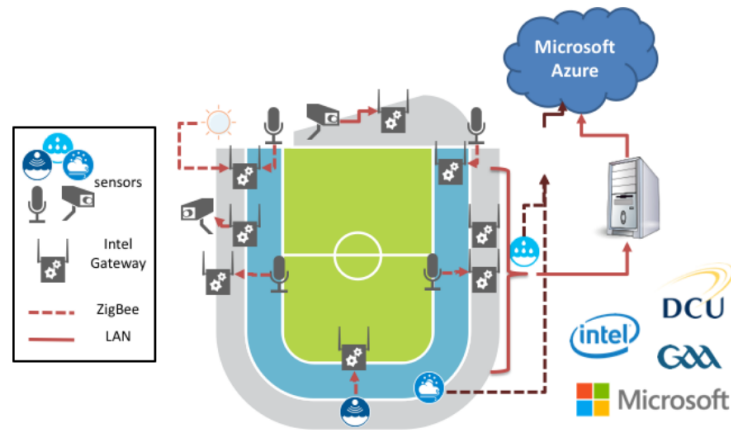 Microsoft
Azure
sensors
Intel
Gateway
ZigBee
LAN
DCU
intel
GAA
Microsoft